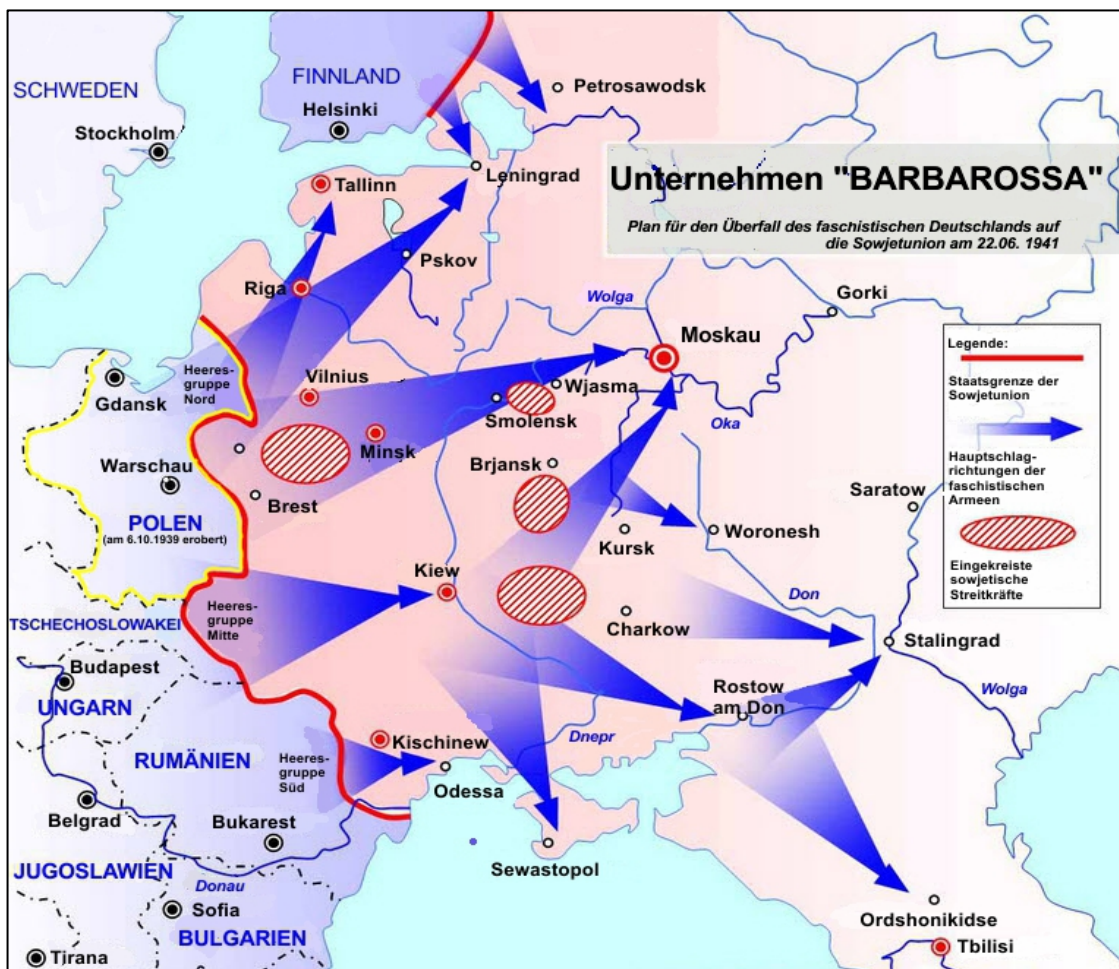 SCHWEDEN
FINNLAND
Petrosawodsk
Helsinki
Stockholm
Leningrad
Unternehmen "BARBAROSSA"
Plan für den Überfall des faschistischen Deutschlands auf
die Sowjetunion am 22.06. 1941
Tallinn
Pskov
Riga
Wolga
Gorki
Moskau
Legende:
Staatsgrenze der
Sowjetunion
Hauptschlag-
richtungen der
faschistischen
Armeen
Eingekreiste
sowjetische
Streitkräfte
Heeres-
gruppe
Nord
Gdansk
Vilnius
Wjasma
Smolensk
Oka
Minsk
Warschau
Brjansk
Brest
Saratow
POLEN
(am 6.10.1939 erobert)
Kursk
Woronesh
Kiew
Don
Heeres-
gruppe
Mitte
TSCHECHOSLOWAKEI
Charkow
Stalingrad
Budapest
Wolga
UNGARN
Rostow
am Don
Dnepr
Kischinew
RUMÄNIEN
Heeres-
gruppe
Süd
Odessa
Belgrad
Bukarest
Sewastopol
JUGOSLAWIEN
Donau
Sofia
Ordshonikidse
BULGARIEN
Tbilisi
Tirana